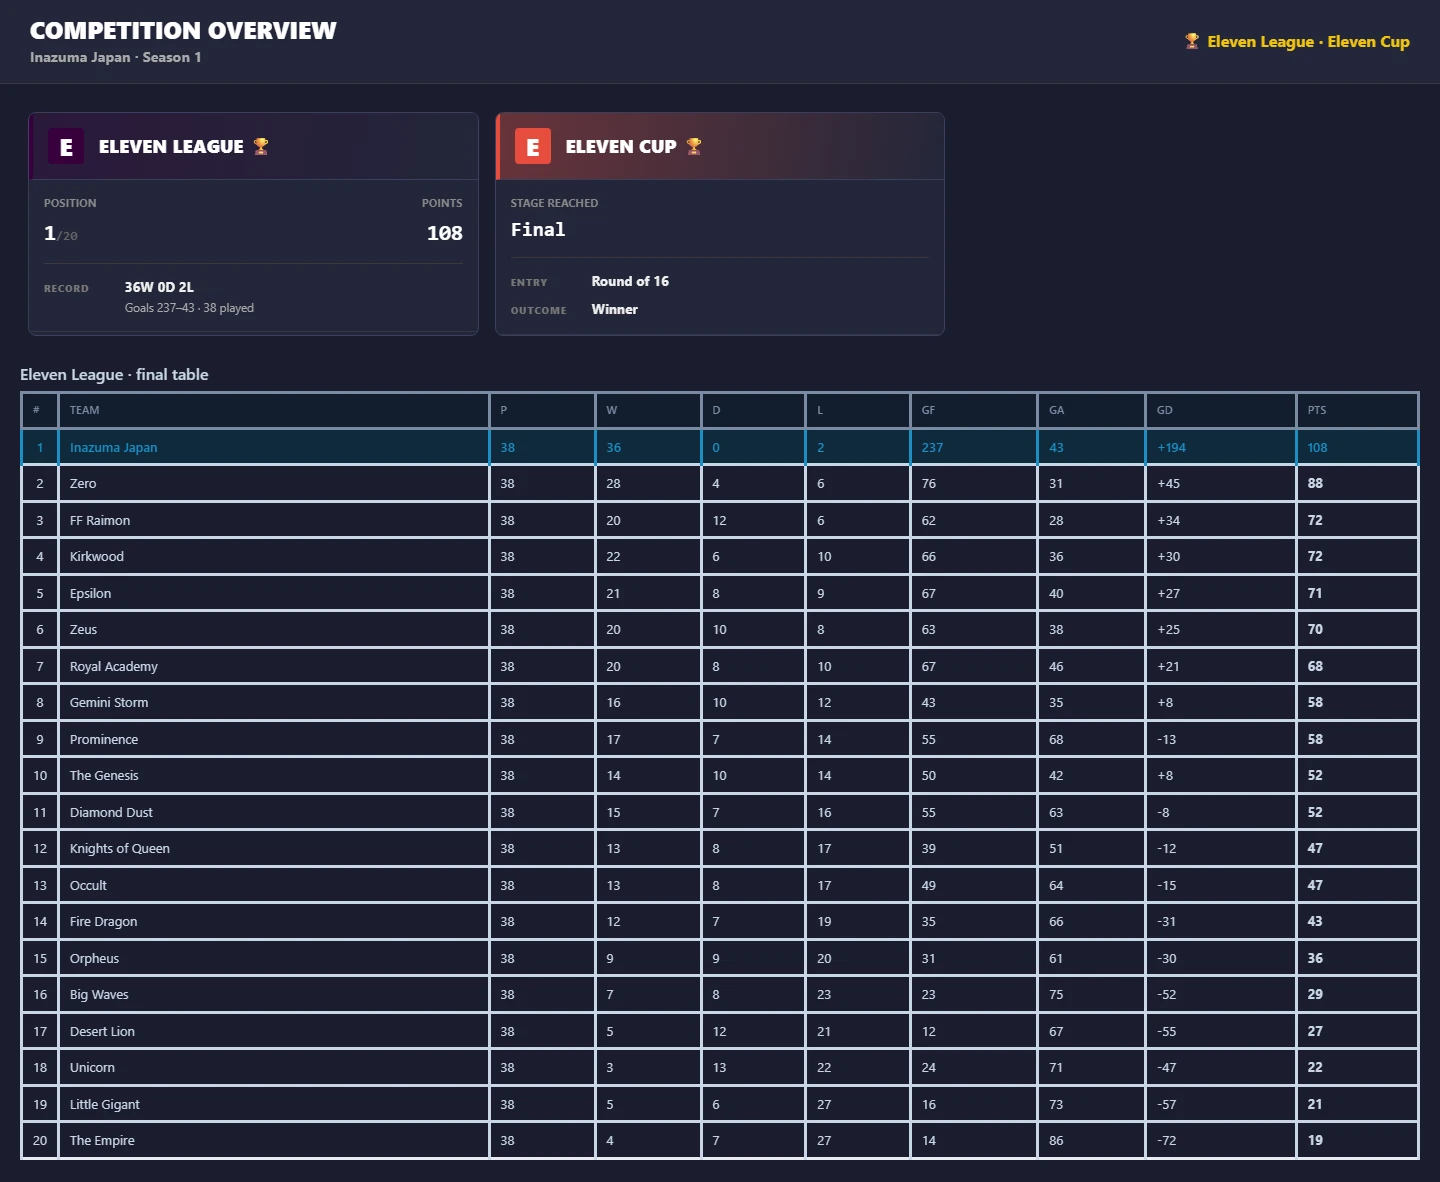 COMPETITION OVERVIEW
Inazuma Japan · Season 1
🏆 Eleven League · Eleven Cup
E ELEVEN LEAGUE 🏆
POSITION POINTS
1/20 108
RECORD 36W 0D 2L
Goals 237–43 · 38 played
E ELEVEN CUP 🏆
STAGE REACHED
Final
ENTRY Round of 16
OUTCOME Winner
Eleven League · final table
# TEAM P W D L GF GA GD PTS
1 Inazuma Japan 38 36 0 2 237 43 +194 108
2 Zero 38 28 4 6 76 31 +45 88
3 FF Raimon 38 20 12 6 62 28 +34 72
4 Kirkwood 38 22 6 10 66 36 +30 72
5 Epsilon 38 21 8 9 67 40 +27 71
6 Zeus 38 20 10 8 63 38 +25 70
7 Royal Academy 38 20 8 10 67 46 +21 68
8 Gemini Storm 38 16 10 12 43 35 +8 58
9 Prominence 38 17 7 14 55 68 -13 58
10 The Genesis 38 14 10 14 50 42 +8 52
11 Diamond Dust 38 15 7 16 55 63 -8 52
12 Knights of Queen 38 13 8 17 39 51 -12 47
13 Occult 38 13 8 17 49 64 -15 47
14 Fire Dragon 38 12 7 19 35 66 -31 43
15 Orpheus 38 9 9 20 31 61 -30 36
16 Big Waves 38 7 8 23 23 75 -52 29
17 Desert Lion 38 5 12 21 12 67 -55 27
18 Unicorn 38 3 13 22 24 71 -47 22
19 Little Gigant 38 5 6 27 16 73 -57 21
20 The Empire 38 4 7 27 14 86 -72 19